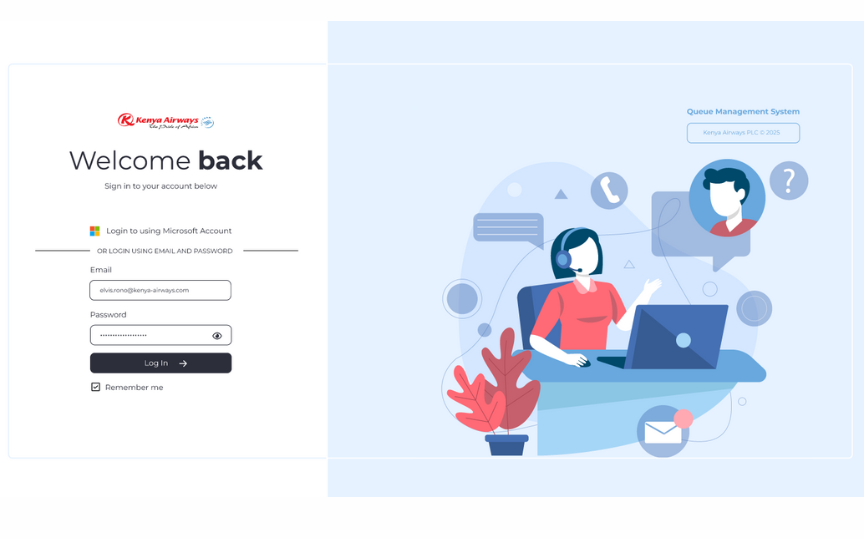 Kenya Airways
The Pride of Africa
Welcome back
Sign in to your account below
Login to using Microsoft Account
OR LOGIN USING EMAIL AND PASSWORD
Email
elvis.rono@kenya-airways.com
Password
Log In
Remember me
Queue Management System
Kenya Airways PLC © 2025
?